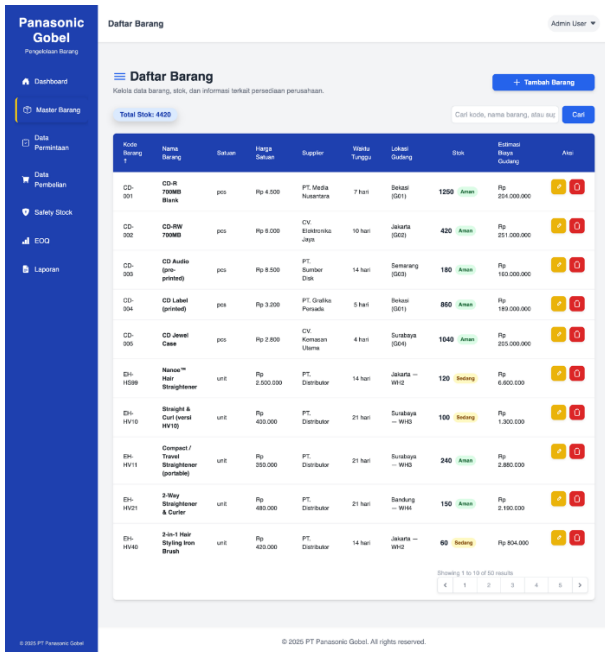 Panasonic
Gobel
Pengelolaan Barang
Dashboard
Master Barang
Data
Permintaan
Data
Pembelian
Safety Stock
EOQ
Laporan
© 2025 PT Panasonic Gobel
Daftar Barang
Admin User
Daftar Barang
Kelola data barang, stok, dan informasi terkait persediaan perusahaan.
+ Tambah Barang
Total Stok: 4420
Cari kode, nama barang, atau sup
Cari
Kode Barang ↑ Nama Barang Satuan Harga Satuan Supplier Waktu Tunggu Lokasi Gudang Stok Estimasi Biaya Gudang Aksi
CD-001 CD-R 700MB Blank pcs Rp 4.500 PT. Media Nusantara 7 hari Bekasi (G01) 1250 Aman Rp 254.000.000
CD-002 CD-RW 700MB pcs Rp 6.000 CV. Elektronika Jaya 10 hari Jakarta (G02) 420 Aman Rp 251.000.000
CD-003 CD Audio (pre-printed) pcs Rp 8.500 PT. Sumber Disk 14 hari Semarang (G03) 180 Aman Rp 160.000.000
CD-004 CD Label (printed) pcs Rp 3.200 PT. Grafika Persada 5 hari Bekasi (G01) 860 Aman Rp 189.000.000
CD-005 CD Jewel Case pcs Rp 2.800 CV. Kemasan Utama 4 hari Surabaya (G04) 1040 Aman Rp 205.000.000
EH-HS99 Nanoe™ Hair Straightener unit Rp 2.500.000 PT. Distributor 14 hari Jakarta — WH2 120 Sedang Rp 6.600.000
EH-HV10 Straight & Curl (versi HV10) unit Rp 400.000 PT. Distributor 21 hari Surabaya — WH3 100 Sedang Rp 1.300.000
EH-HV11 Compact / Travel Straightener (portable) unit Rp 350.000 PT. Distributor 21 hari Surabaya — WH3 240 Aman Rp 2.880.000
EH-HV21 2-Way Straightener & Curler unit Rp 480.000 PT. Distributor 21 hari Bandung — WH4 150 Aman Rp 2.190.000
EH-HV40 2-in-1 Hair Styling Iron Brush unit Rp 420.000 PT. Distributor 14 hari Jakarta — WH2 60 Sedang Rp 804.000
Showing 1 to 10 of 50 results
1 2 3 4 5
© 2025 PT Panasonic Gobel. All rights reserved.